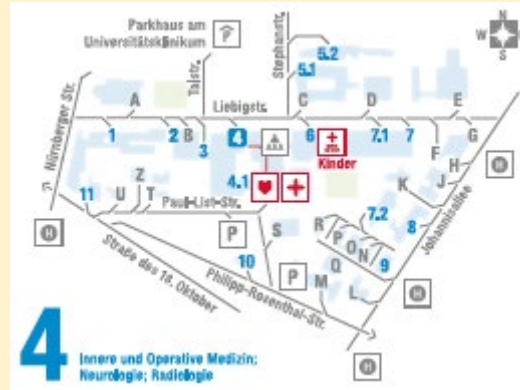 Parkhaus am
Universitätsklinikum
N
W
S
Stephanstr.
5.2
5.1
Talstr.
Nürnberger Str.
A
Liebigstr.
C
D
E
1
2
B
3
4
6
7.1
7
F
G
Kinder
H
J
K
H
4.1
Z
11
U
T
Paul-List-Str.
H
P
S
R
P
O
N
7.2
8
Johannisallee
9
Q
10
P
M
L
H
Straße des 18. Oktober
Philipp-Rosenthal-Str.
H
4
Innere und Operative Medizin;
Neurologie; Radiologie